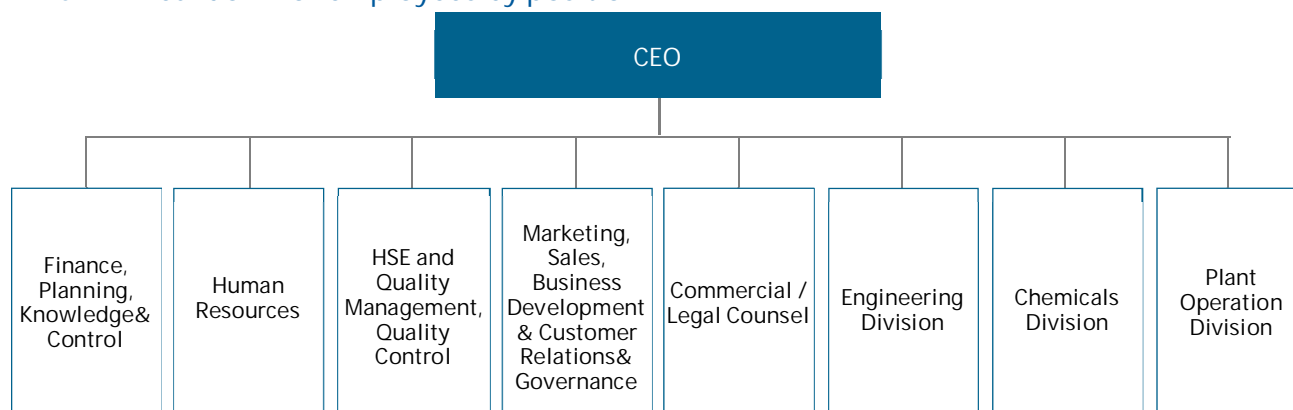 CEO
Finance,
Planning,
Knowledge&
Control
Human
Resources
HSE and
Quality
Management,
Quality
Control
Marketing,
Sales,
Business
Development
& Customer
Relations&
Governance
Commercial /
Legal Counsel
Engineering
Division
Chemicals
Division
Plant
Operation
Division